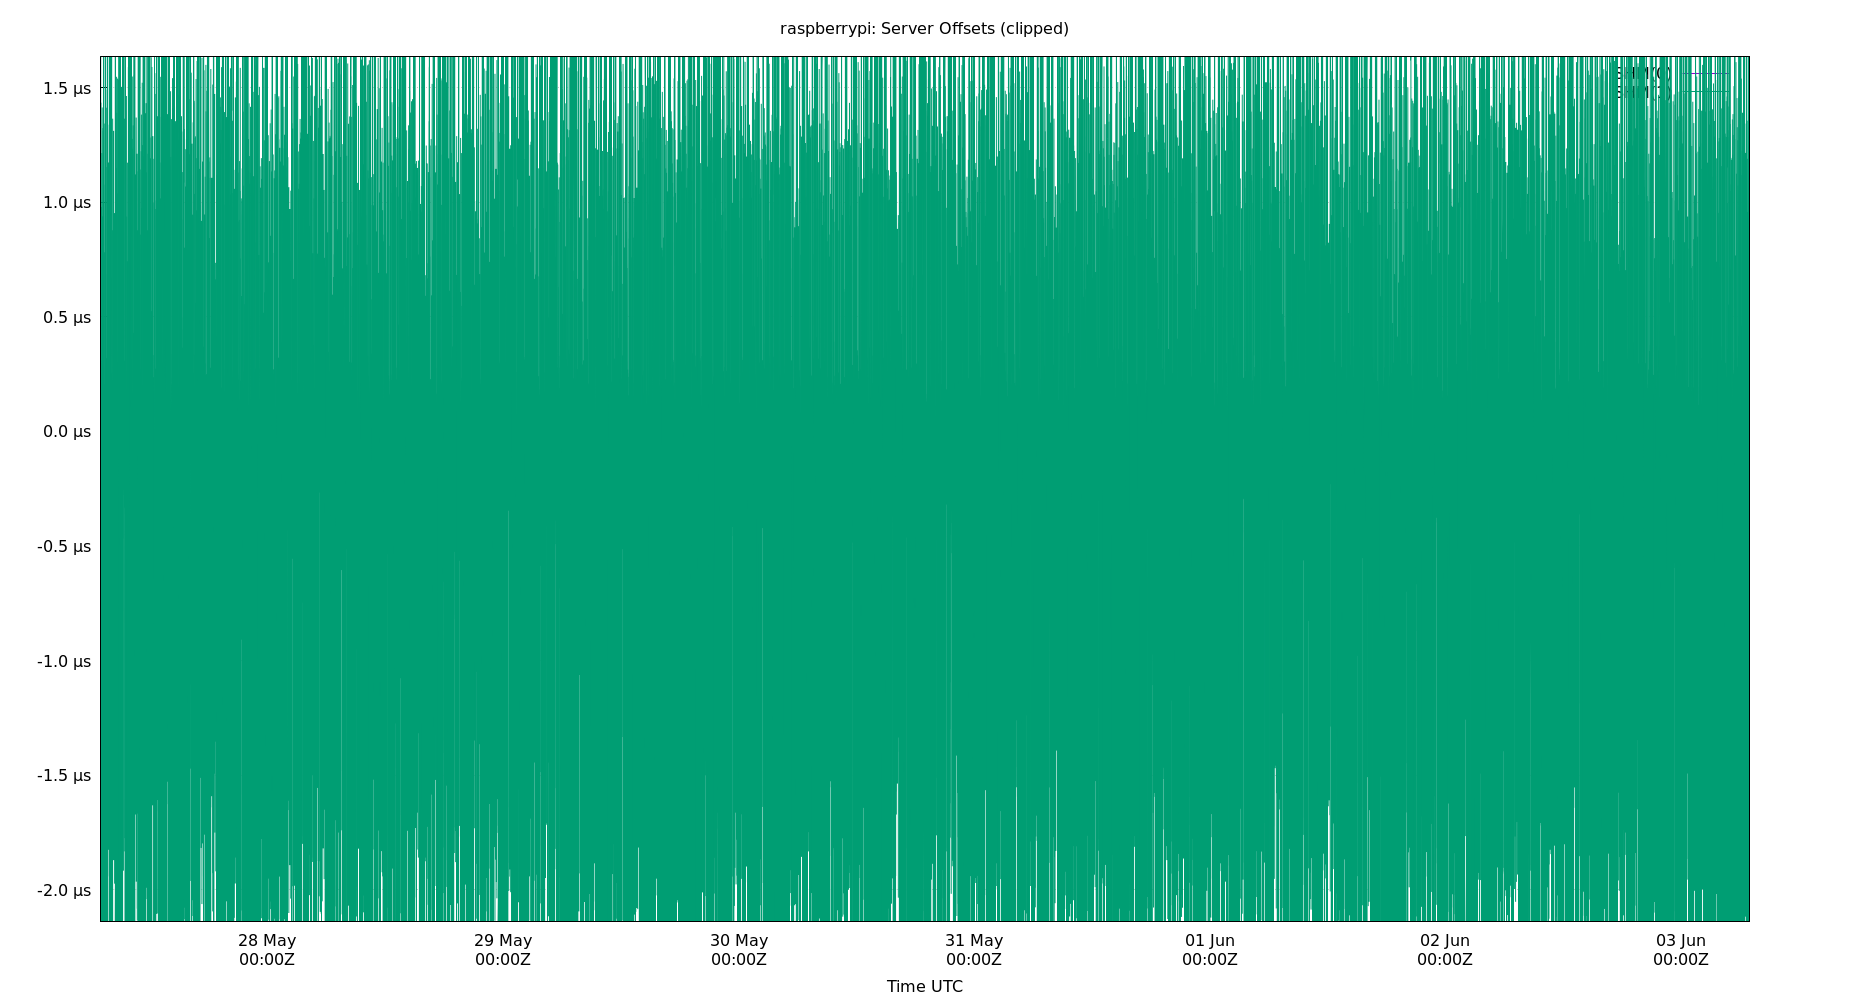 raspberrypi: Server Offsets (clipped)
1.5 µs
1.0 µs
0.5 µs
0.0 µs
-0.5 µs
-1.0 µs
-1.5 µs
-2.0 µs
28 May 29 May 30 May 31 May 01 Jun 02 Jun 03 Jun
00:00Z 00:00Z 00:00Z 00:00Z 00:00Z 00:00Z 00:00Z
Time UTC